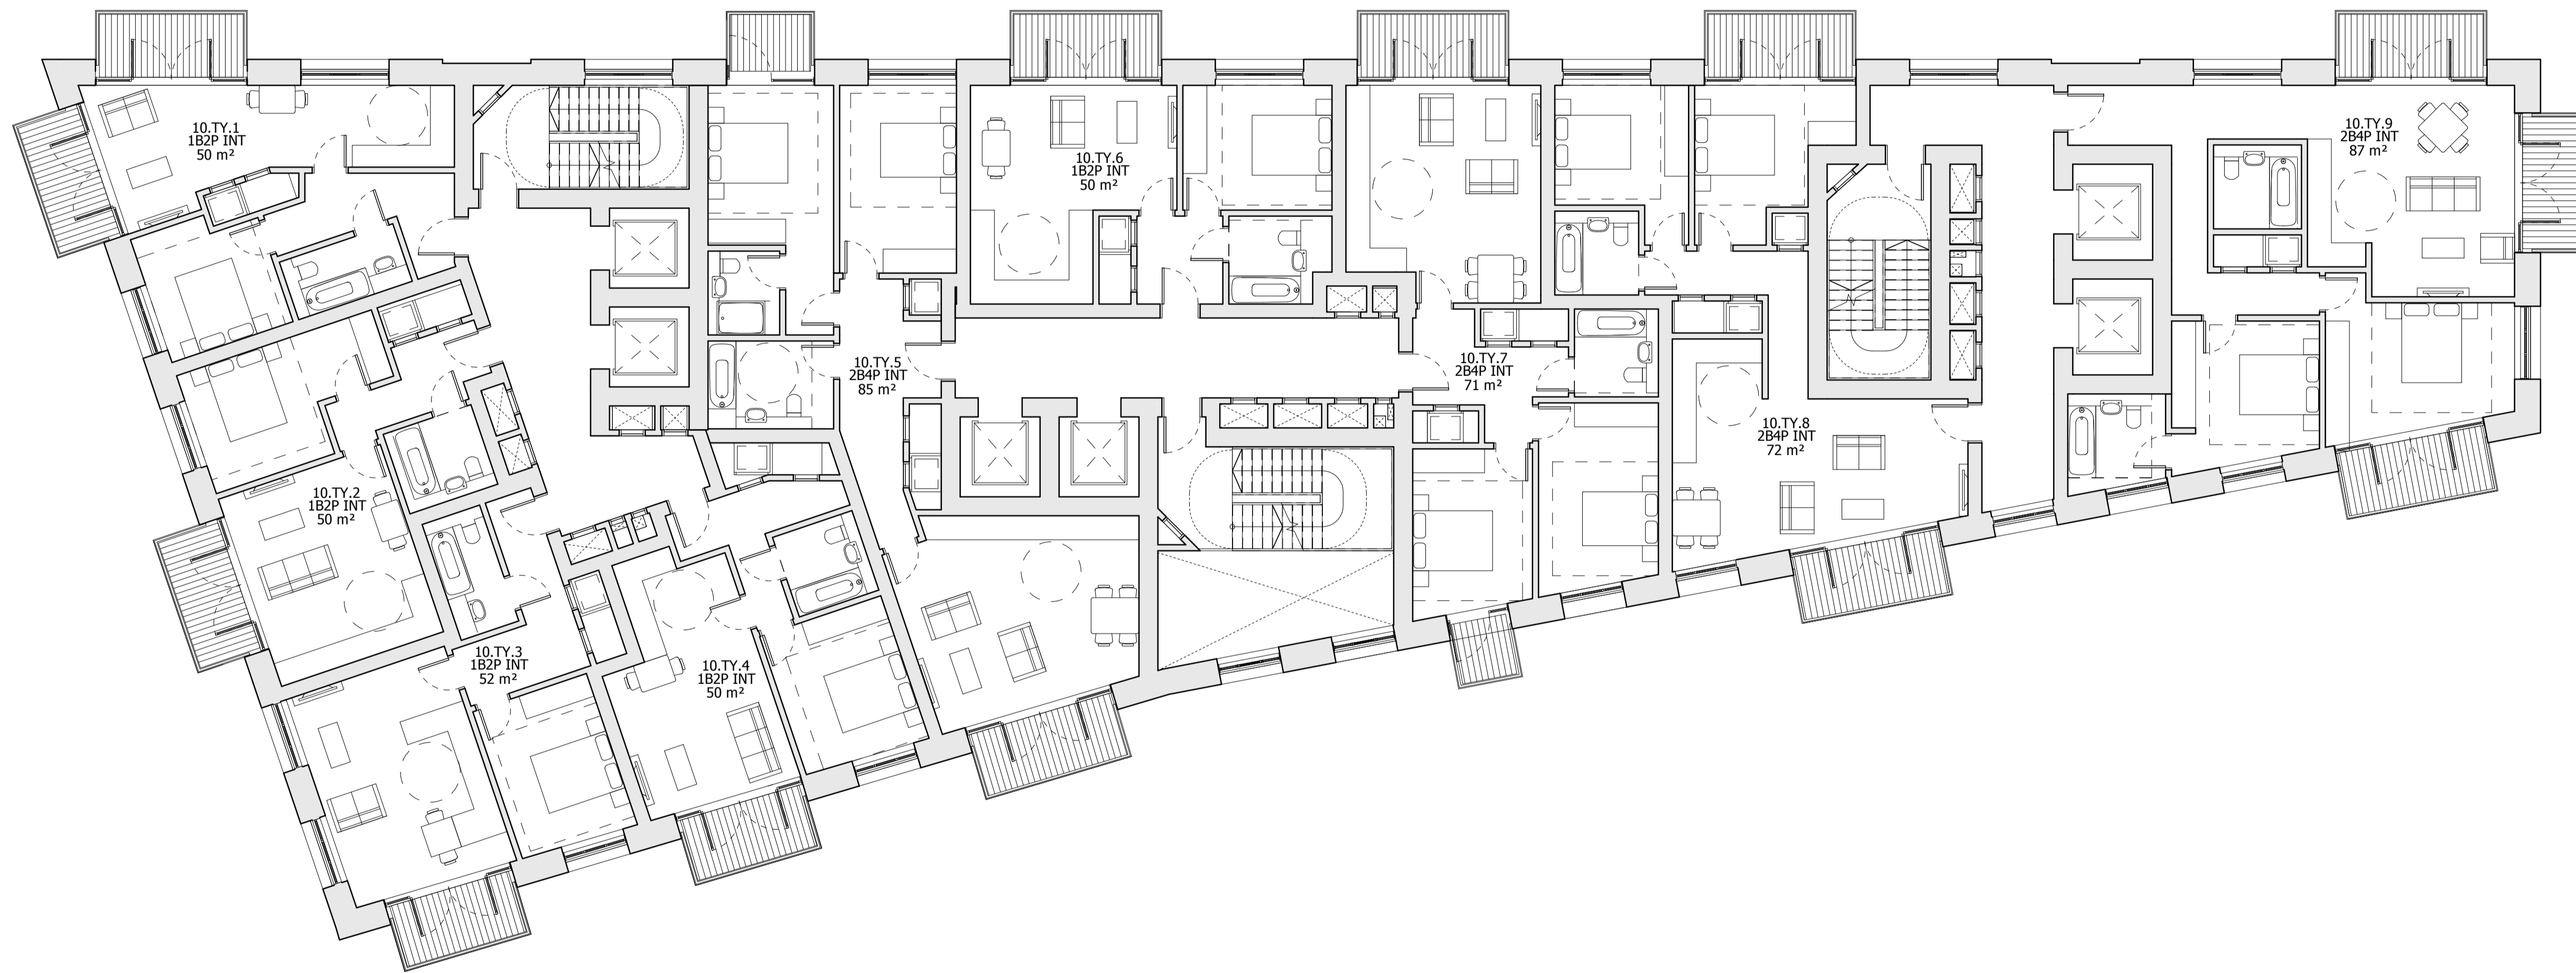 10.TY.1
1B2P INT
50 m²
10.TY.2
1B2P INT
50 m²
10.TY.3
1B2P INT
52 m²
10.TY.4
1B2P INT
50 m²
10.TY.5
2B4P INT
85 m²
10.TY.6
1B2P INT
50 m²
10.TY.7
2B4P INT
71 m²
10.TY.8
2B4P INT
72 m²
10.TY.9
2B4P INT
87 m²